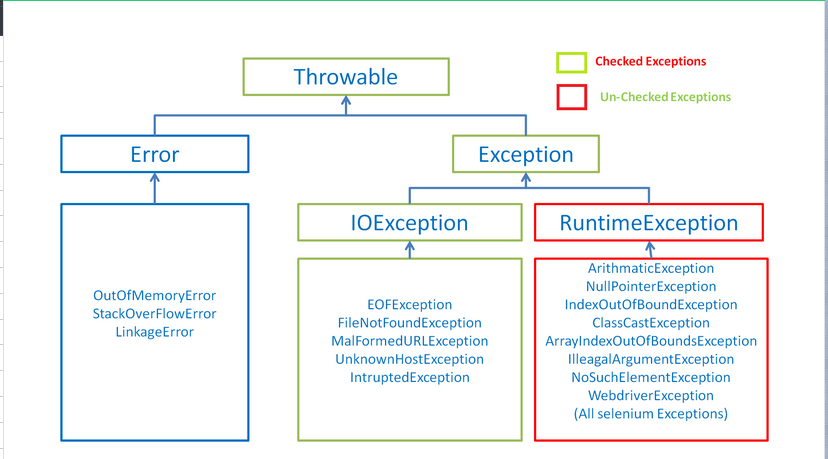 Throwable
Checked Exceptions
Un-Checked Exceptions
Error
Exception
IOException
RuntimeException
OutOfMemoryError
StackOverFlowError
LinkageError
EOFException
FileNotFoundException
MalFormedURLException
UnknownHostException
IntruptedException
ArithmaticException
NullPointerException
IndexOutOfBoundException
ClassCastException
ArrayIndexOutOfBoundsException
IlleagalArgumentException
NoSuchElementException
WebdriverException
(All selenium Exceptions)